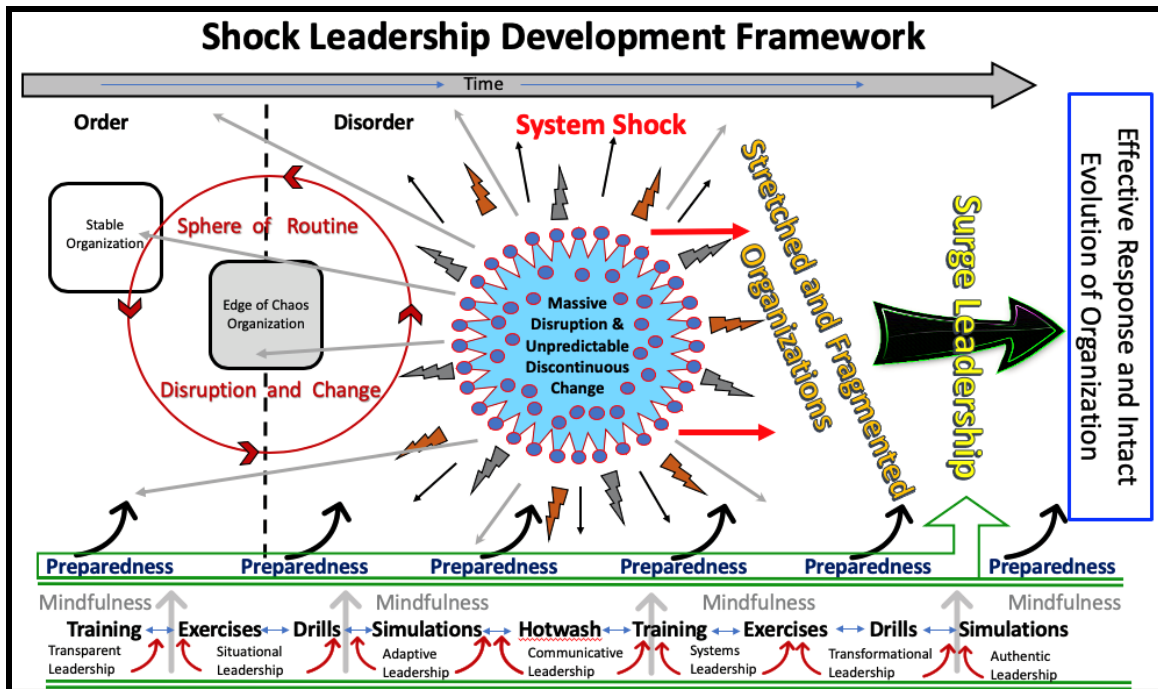 Shock Leadership Development Framework
Time
Order
Disorder
System Shock
Stable
Organization
Sphere of Routine
Edge of Chaos
Organization
Disruption and Change
Massive
Disruption &
Unpredictable
Discontinuous
Change
Stretched and Fragmented
Organizations
Surge Leadership
Effective Response and Intact
Evolution of Organization
Preparedness Preparedness Preparedness Preparedness Preparedness Preparedness
Mindfulness Mindfulness Mindfulness Mindfulness
Training Exercises Drills Simulations Hotwash Training Exercises Drills Simulations
Transparent
Leadership
Situational
Leadership
Adaptive
Leadership
Communicative
Leadership
Systems
Leadership
Transformational
Leadership
Authentic
Leadership